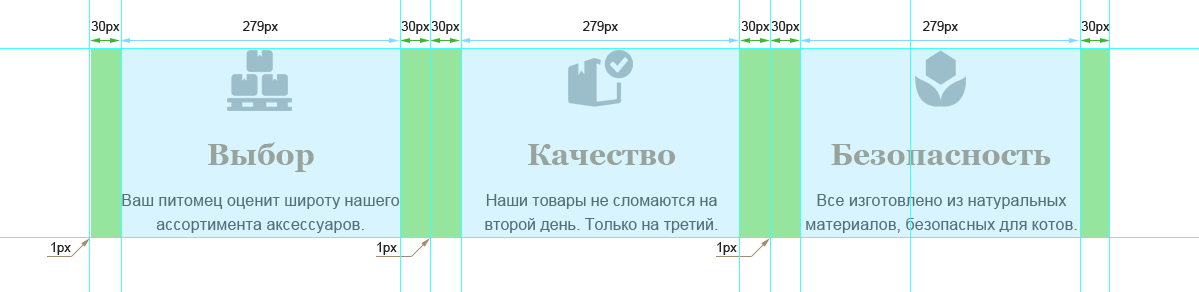 30px 279px 30px 30px 279px 30px 30px 279px 30px
Выбор
Ваш питомец оценит широту нашего
ассортимента аксессуаров.
Качество
Наши товары не сломаются на
второй день. Только на третий.
Безопасность
Все изготовлено из натуральных
материалов, безопасных для котов.
1px 1px 1px